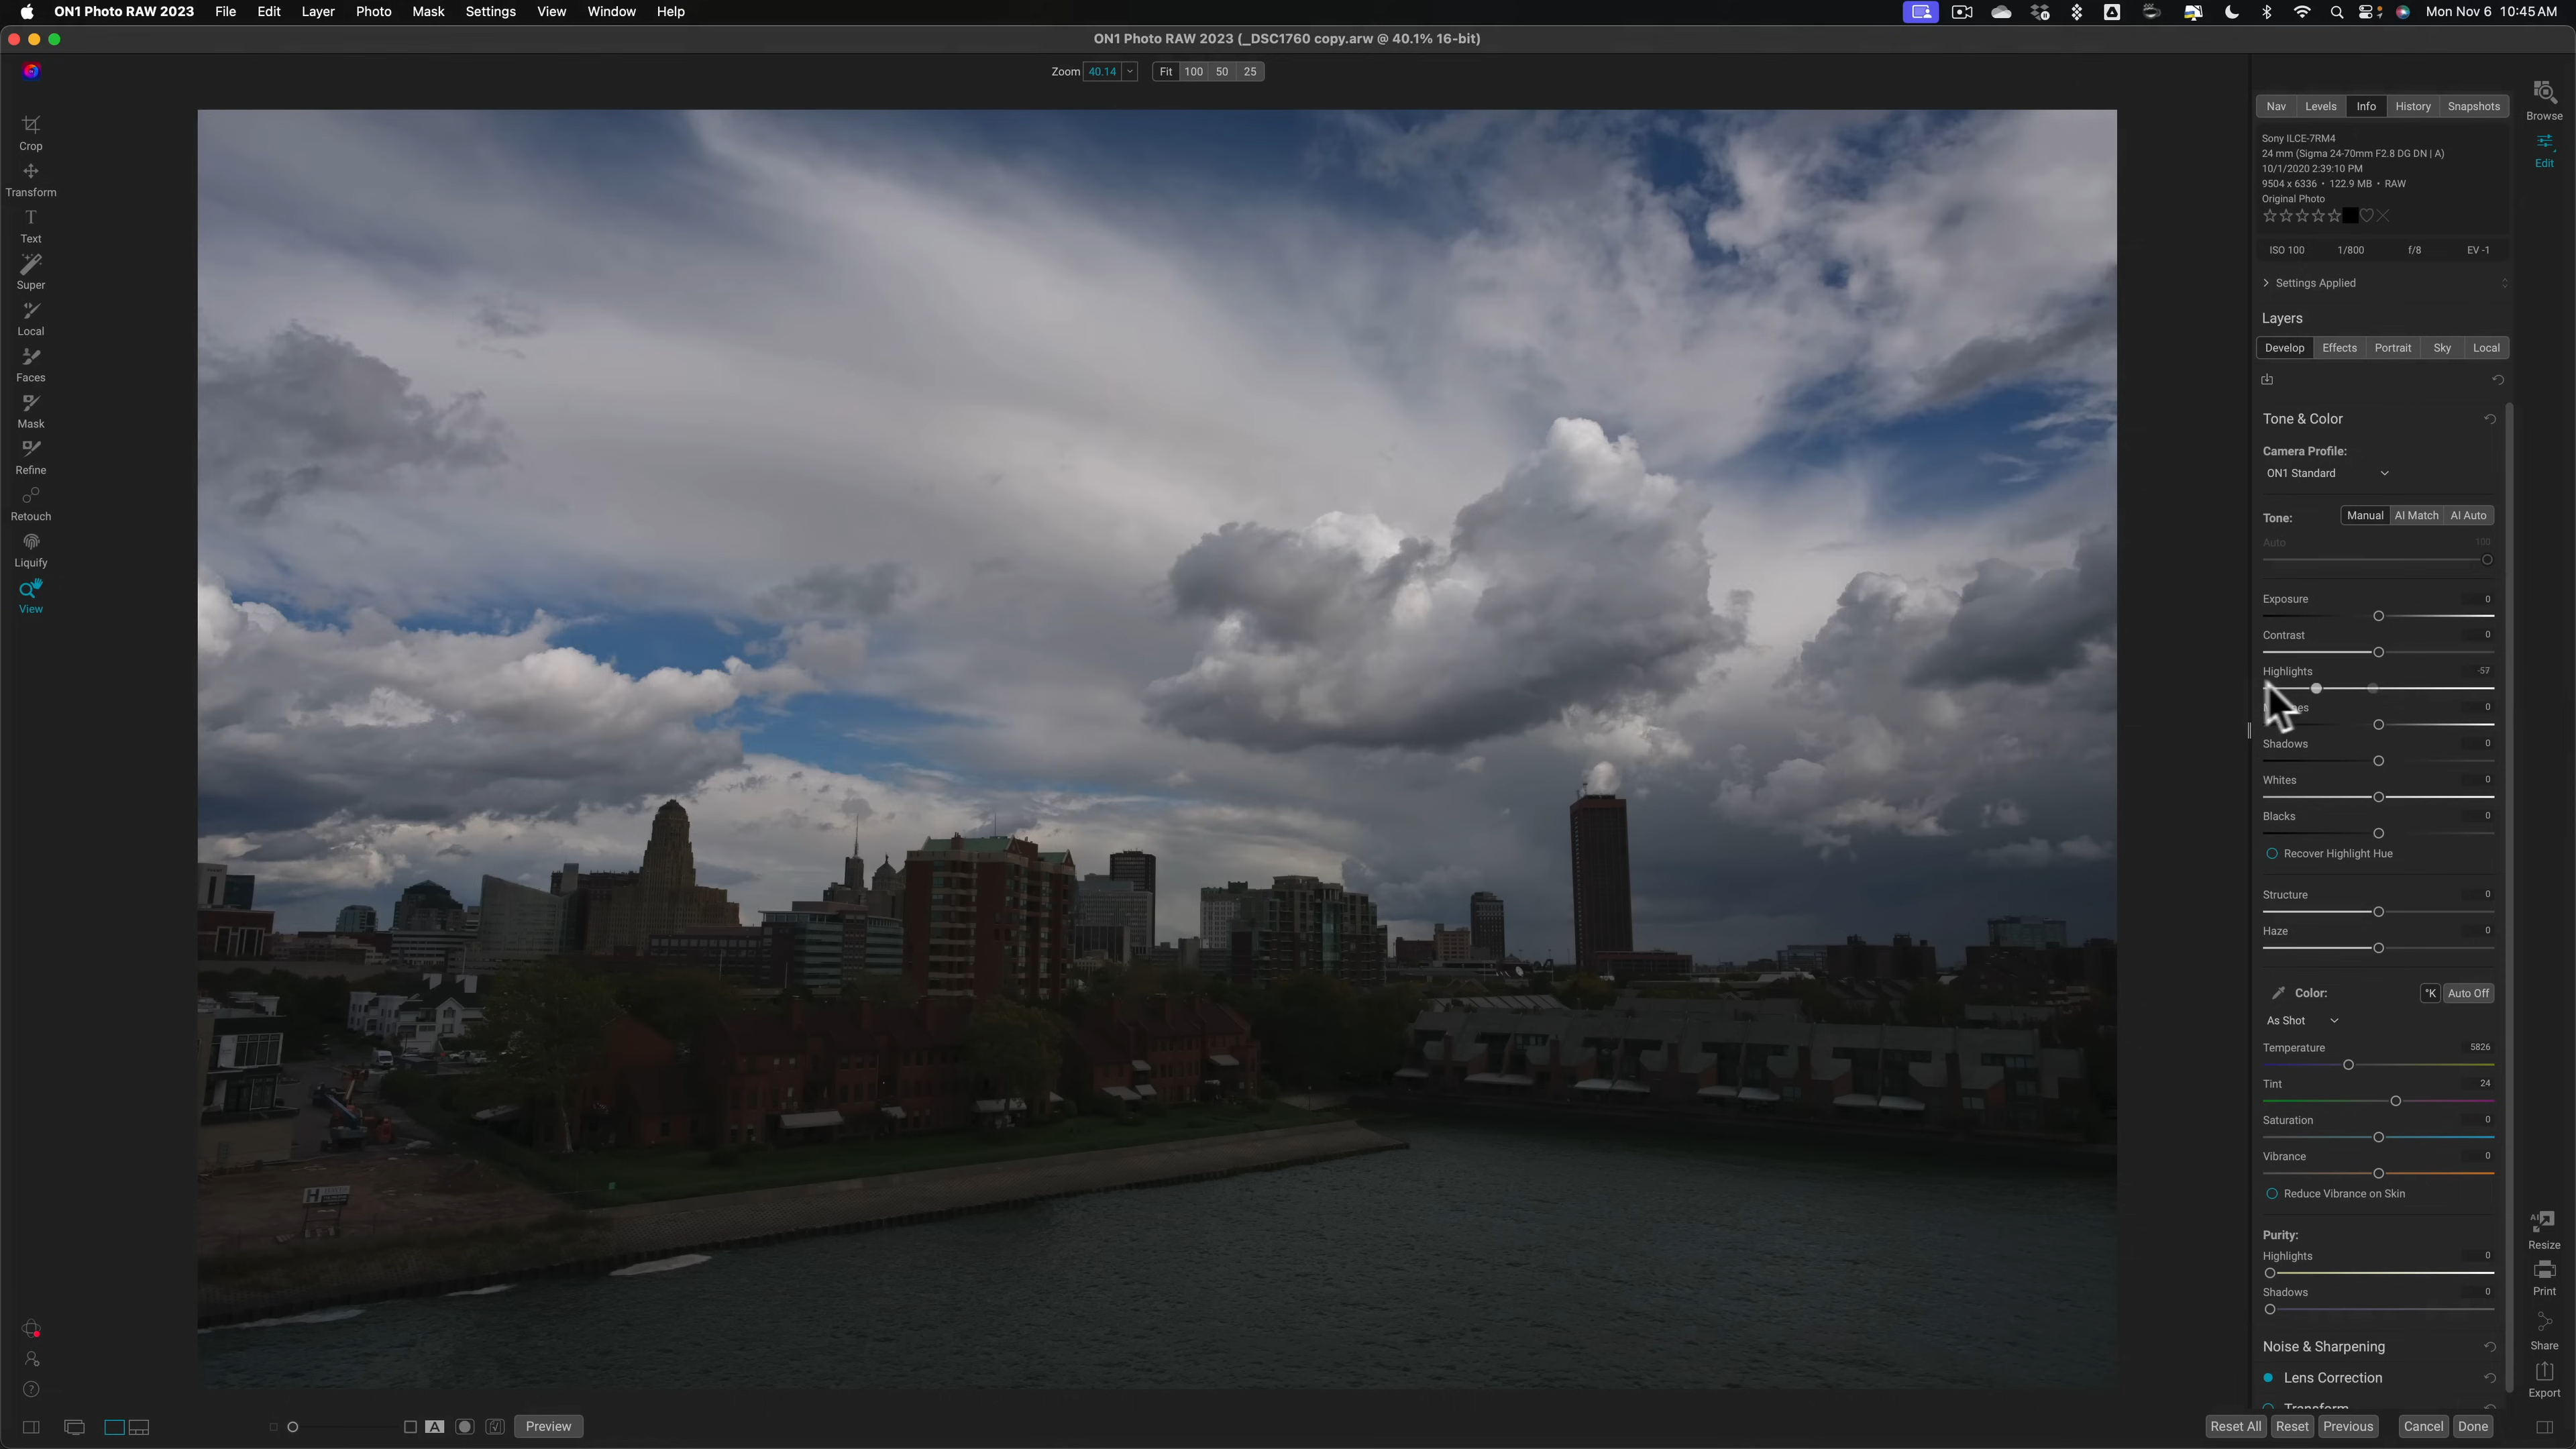 ON1 Photo RAW 2023 File Edit Layer Photo Mask Settings View Window Help Mon Nov 6 10:45 AM
ON1 Photo RAW 2023 (_DSC1760 copy.arw @ 40.1% 16-bit)
Zoom 40.14 Fit 100 50 25
Crop
Transform
Text
Super
Local
Faces
Mask
Refine
Retouch
Liquify
View
Nav Levels Info History Snapshots
Browse
Edit
Sony ILCE-7RM4
24 mm (Sigma 24-70mm F2.8 DG DN | A)
10/1/2020 2:39:10 PM
9504 x 6336 • 122.9 MB • RAW
Original Photo
ISO 100 1/800 f/8 EV -1
Settings Applied
Layers
Develop Effects Portrait Sky Local
Tone & Color
Camera Profile:
ON1 Standard
Tone: Manual AI Match AI Auto
Auto 100
Exposure 0
Contrast 0
Highlights -57
0
Shadows 0
Whites 0
Blacks 0
Recover Highlight Hue
Structure 0
Haze 0
Color: °K Auto Off
As Shot
Temperature 5826
Tint 24
Saturation 0
Vibrance 0
Reduce Vibrance on Skin
Purity:
Highlights 0
Shadows 0
Noise & Sharpening
Lens Correction
Transform
AI
Resize
Print
Share
Export
A Preview
Reset All Reset Previous Cancel Done